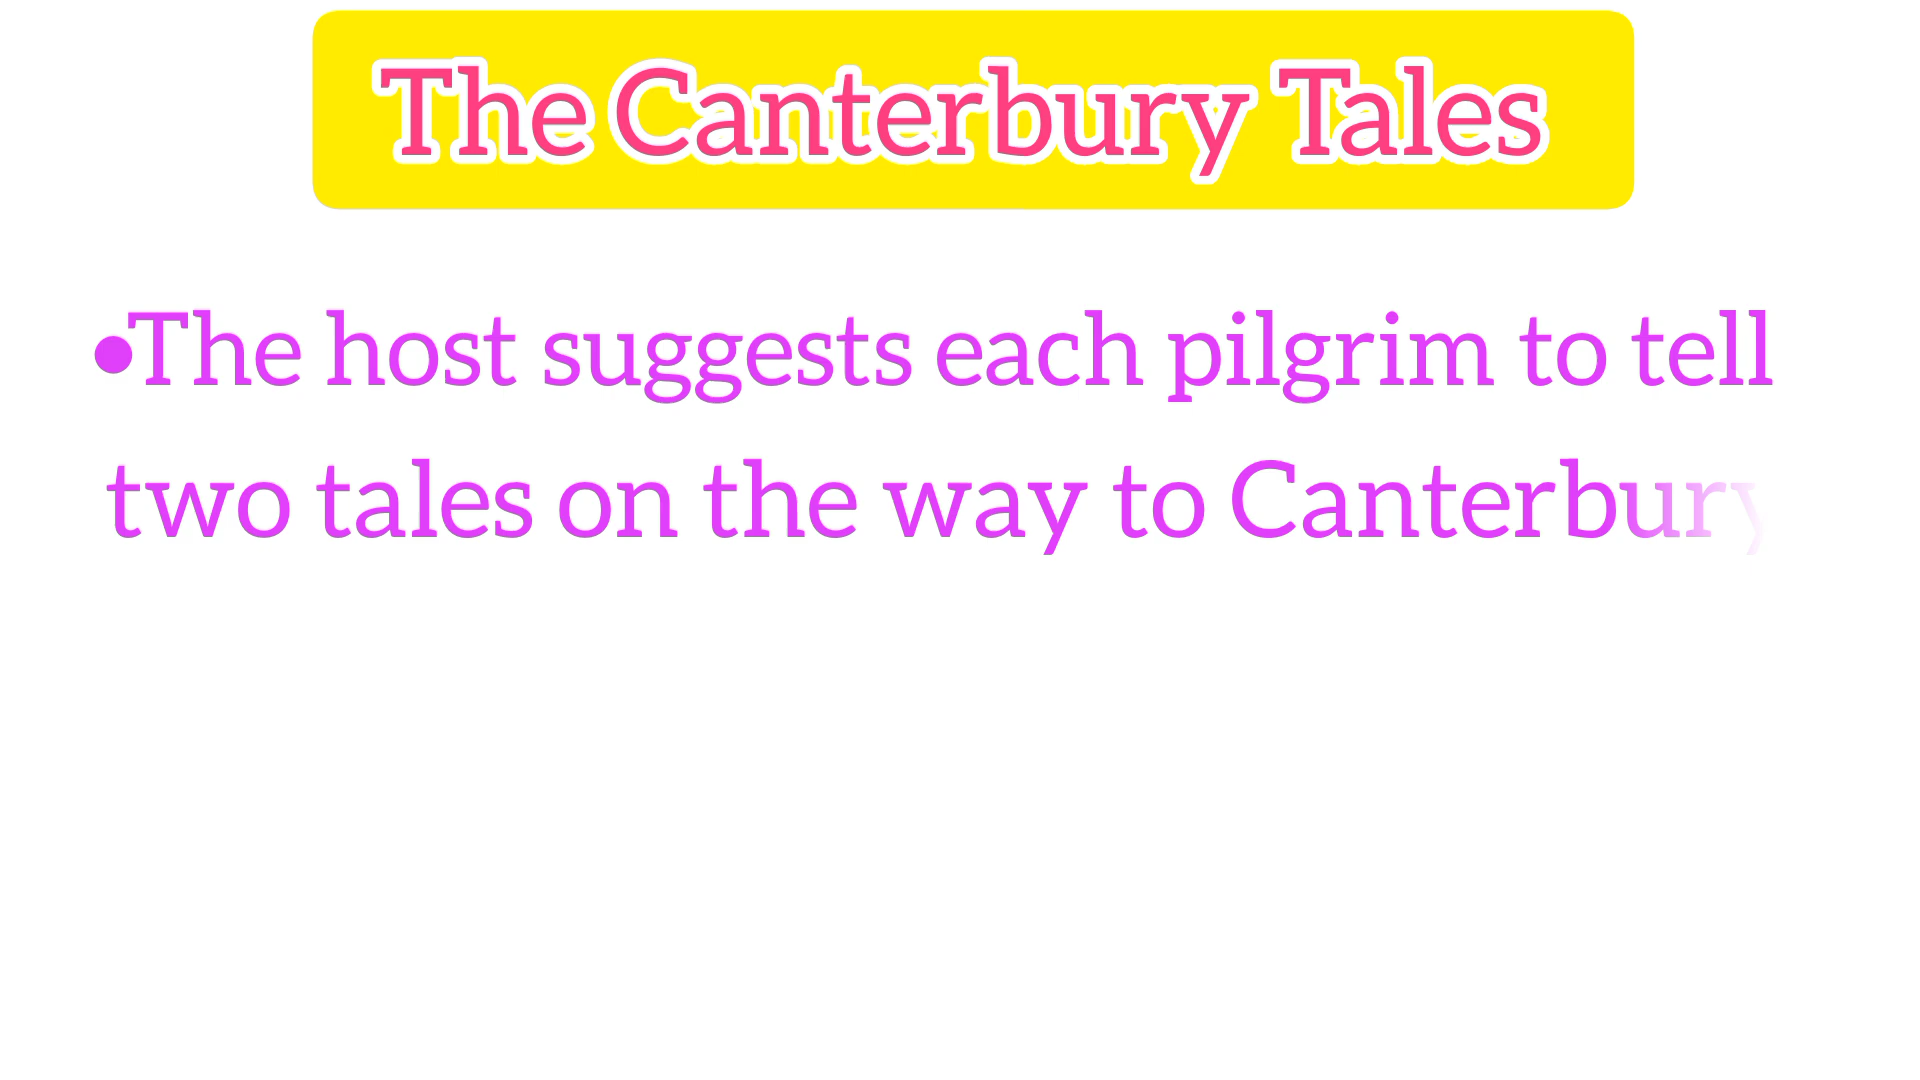 The Canterbury Tales
•The host suggests each pilgrim to tell
two tales on the way to Canterbury